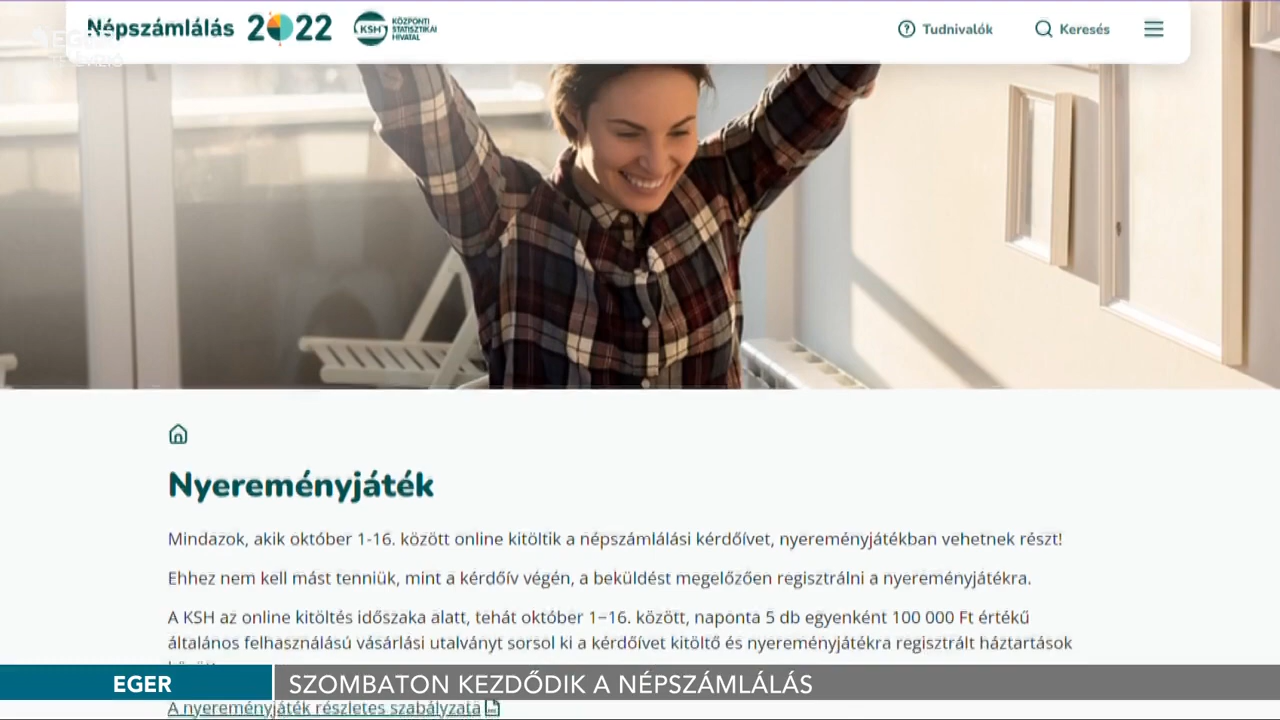 Népszámlálás 2022 KSH KÖZPONTI STATISZTIKAI HIVATAL Tudnivalók Keresés
EGER
TELEVÍZIÓ
Nyereményjáték
Mindazok, akik október 1-16. között online kitöltik a népszámlálási kérdőívet, nyereményjátékban vehetnek részt!
Ehhez nem kell mást tenniük, mint a kérdőív végén, a beküldést megelőzően regisztrálni a nyereményjátékra.
A KSH az online kitöltés időszaka alatt, tehát október 1–16. között, naponta 5 db egyenként 100 000 Ft értékű
általános felhasználású vásárlási utalványt sorsol ki a kérdőívet kitöltő és nyereményjátékra regisztrált háztartások
EGER SZOMBATON KEZDŐDIK A NÉPSZÁMLÁLÁS
A nyereményjáték részletes szabályzata